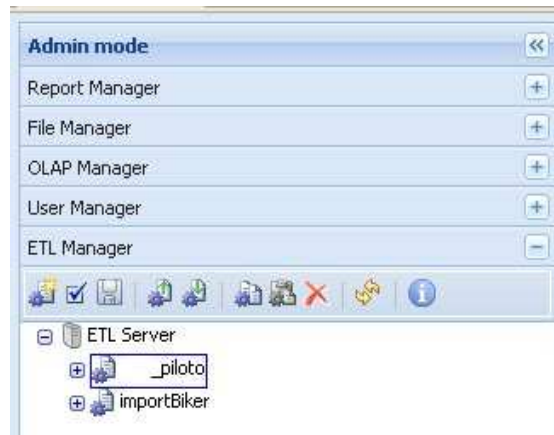 Admin mode
Report Manager
File Manager
OLAP Manager
User Manager
ETL Manager
ETL Server
_piloto
importBiker